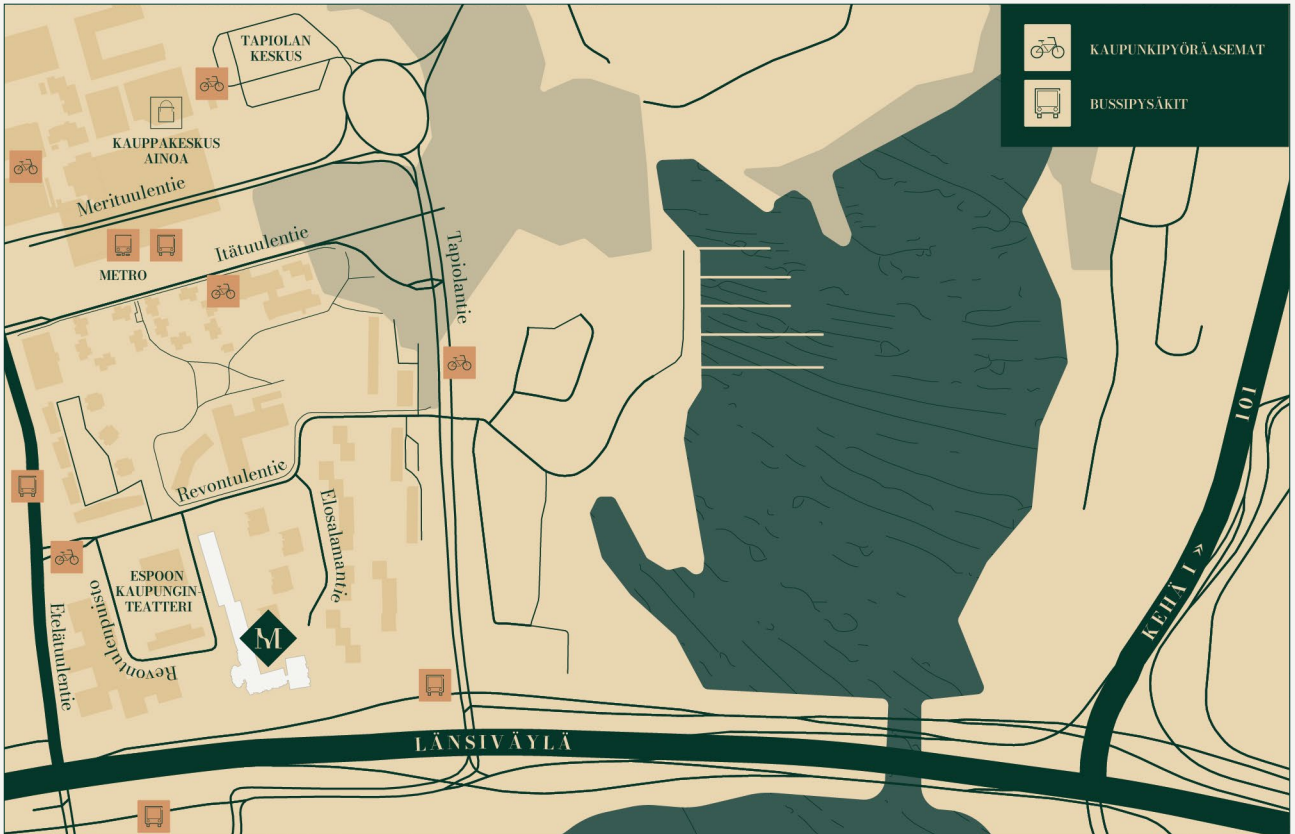 TAPIOLAN
KESKUS
KAUPUNKIPYÖRÄASEMAT
BUSSIPYSÄKIT
KAUPPAKESKUS
AINOA
Merituulentie
Itätuulentie
METRO
Tapiolantie
101
Revontulentie
Elosalamantie
KEHÄ I »
ESPOON
KAUPUNGIN-
TEATTERI
Revontulenpuisto
Etelätuulentie
M
LÄNSIVÄYLÄ